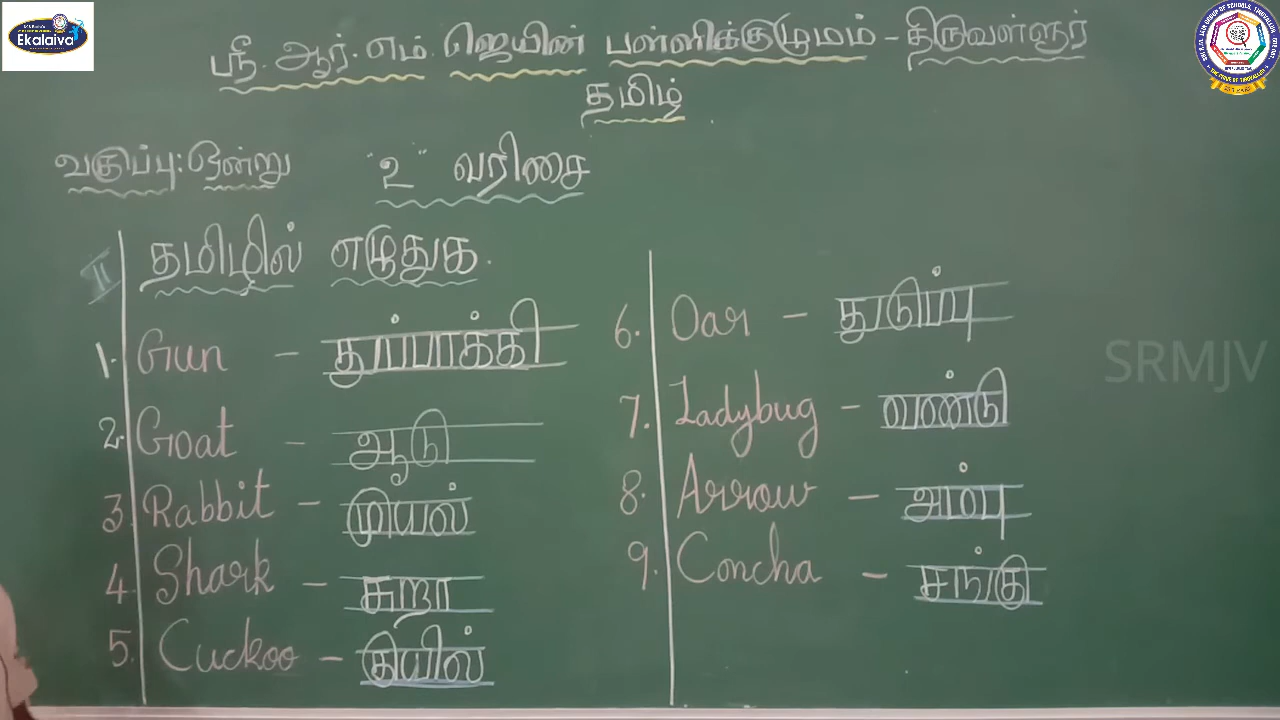 Ekalaiva
ஸ்ரீ.ஆர்.எம். ஜெயின் பள்ளிக்குழுமம் - திருவள்ளூர்
தமிழ்
வகுப்பு: ஒன்று "உ" வரிசை
II தமிழில் எழுதுக.
1. Gun - துப்பாக்கி
2. Goat - ஆடு
3. Rabbit - முயல்
4. Shark - சுறா
5. Cuckoo - குயில்
6. Oar - துடுப்பு
7. Ladybug - வண்டு
8. Arrow - அம்பு
9. Concha - சங்கு
SRMJV